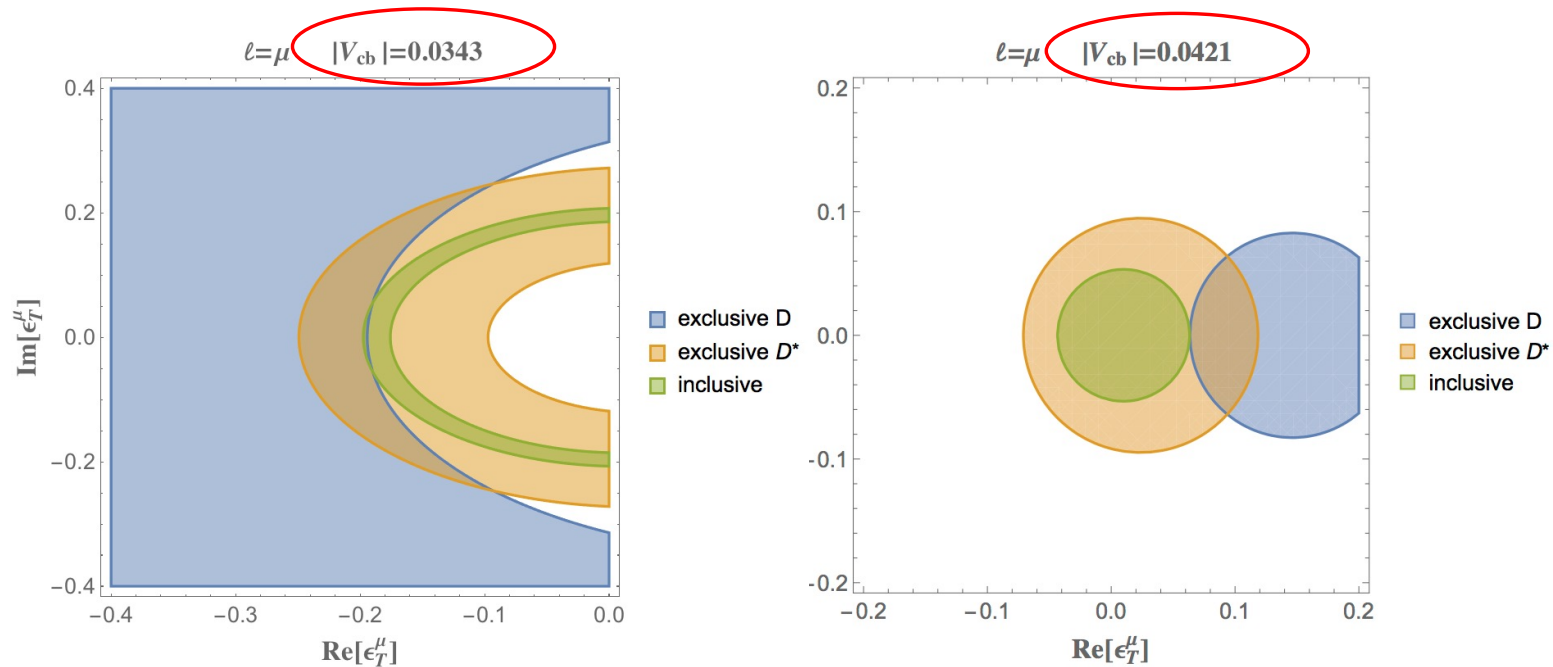 ℓ=μ |V_cb|=0.0343
0.4
0.2
0.0
−0.2
−0.4
Im[ϵ_T^μ]
−0.4 −0.3 −0.2 −0.1 0.0
Re[ϵ_T^μ]
exclusive D
exclusive D*
inclusive
ℓ=μ |V_cb|=0.0421
0.2
0.1
0.0
-0.1
-0.2
−0.2 −0.1 0.0 0.1 0.2
Re[ϵ_T^μ]
exclusive D
exclusive D*
inclusive